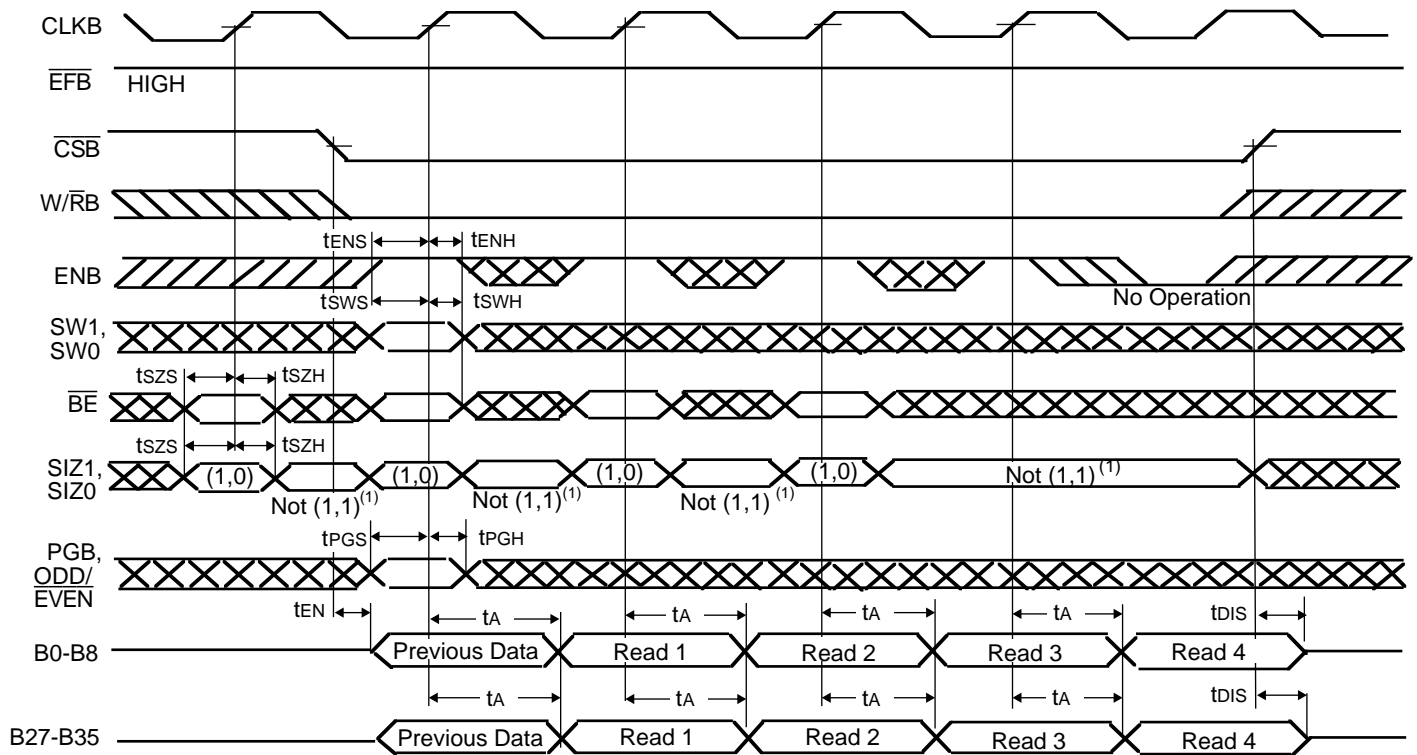 CLKB
EFB HIGH
CSB
W/RB
tENS tENH
ENB
No Operation
tSWS tSWH
SW1,
SW0
tSZS tSZH
BE
tSZS tSZH
SIZ1,
SIZ0
(1,0) (1,0) (1,0) (1,0) Not (1,1)(1)
Not (1,1)(1) Not (1,1)(1) Not (1,1)(1)
tPGS tPGH
PGB,
ODD/
EVEN
tEN tA tA tA tA tDIS
B0-B8 Previous Data Read 1 Read 2 Read 3 Read 4
tA tA tA tA tDIS
B27-B35 Previous Data Read 1 Read 2 Read 3 Read 4